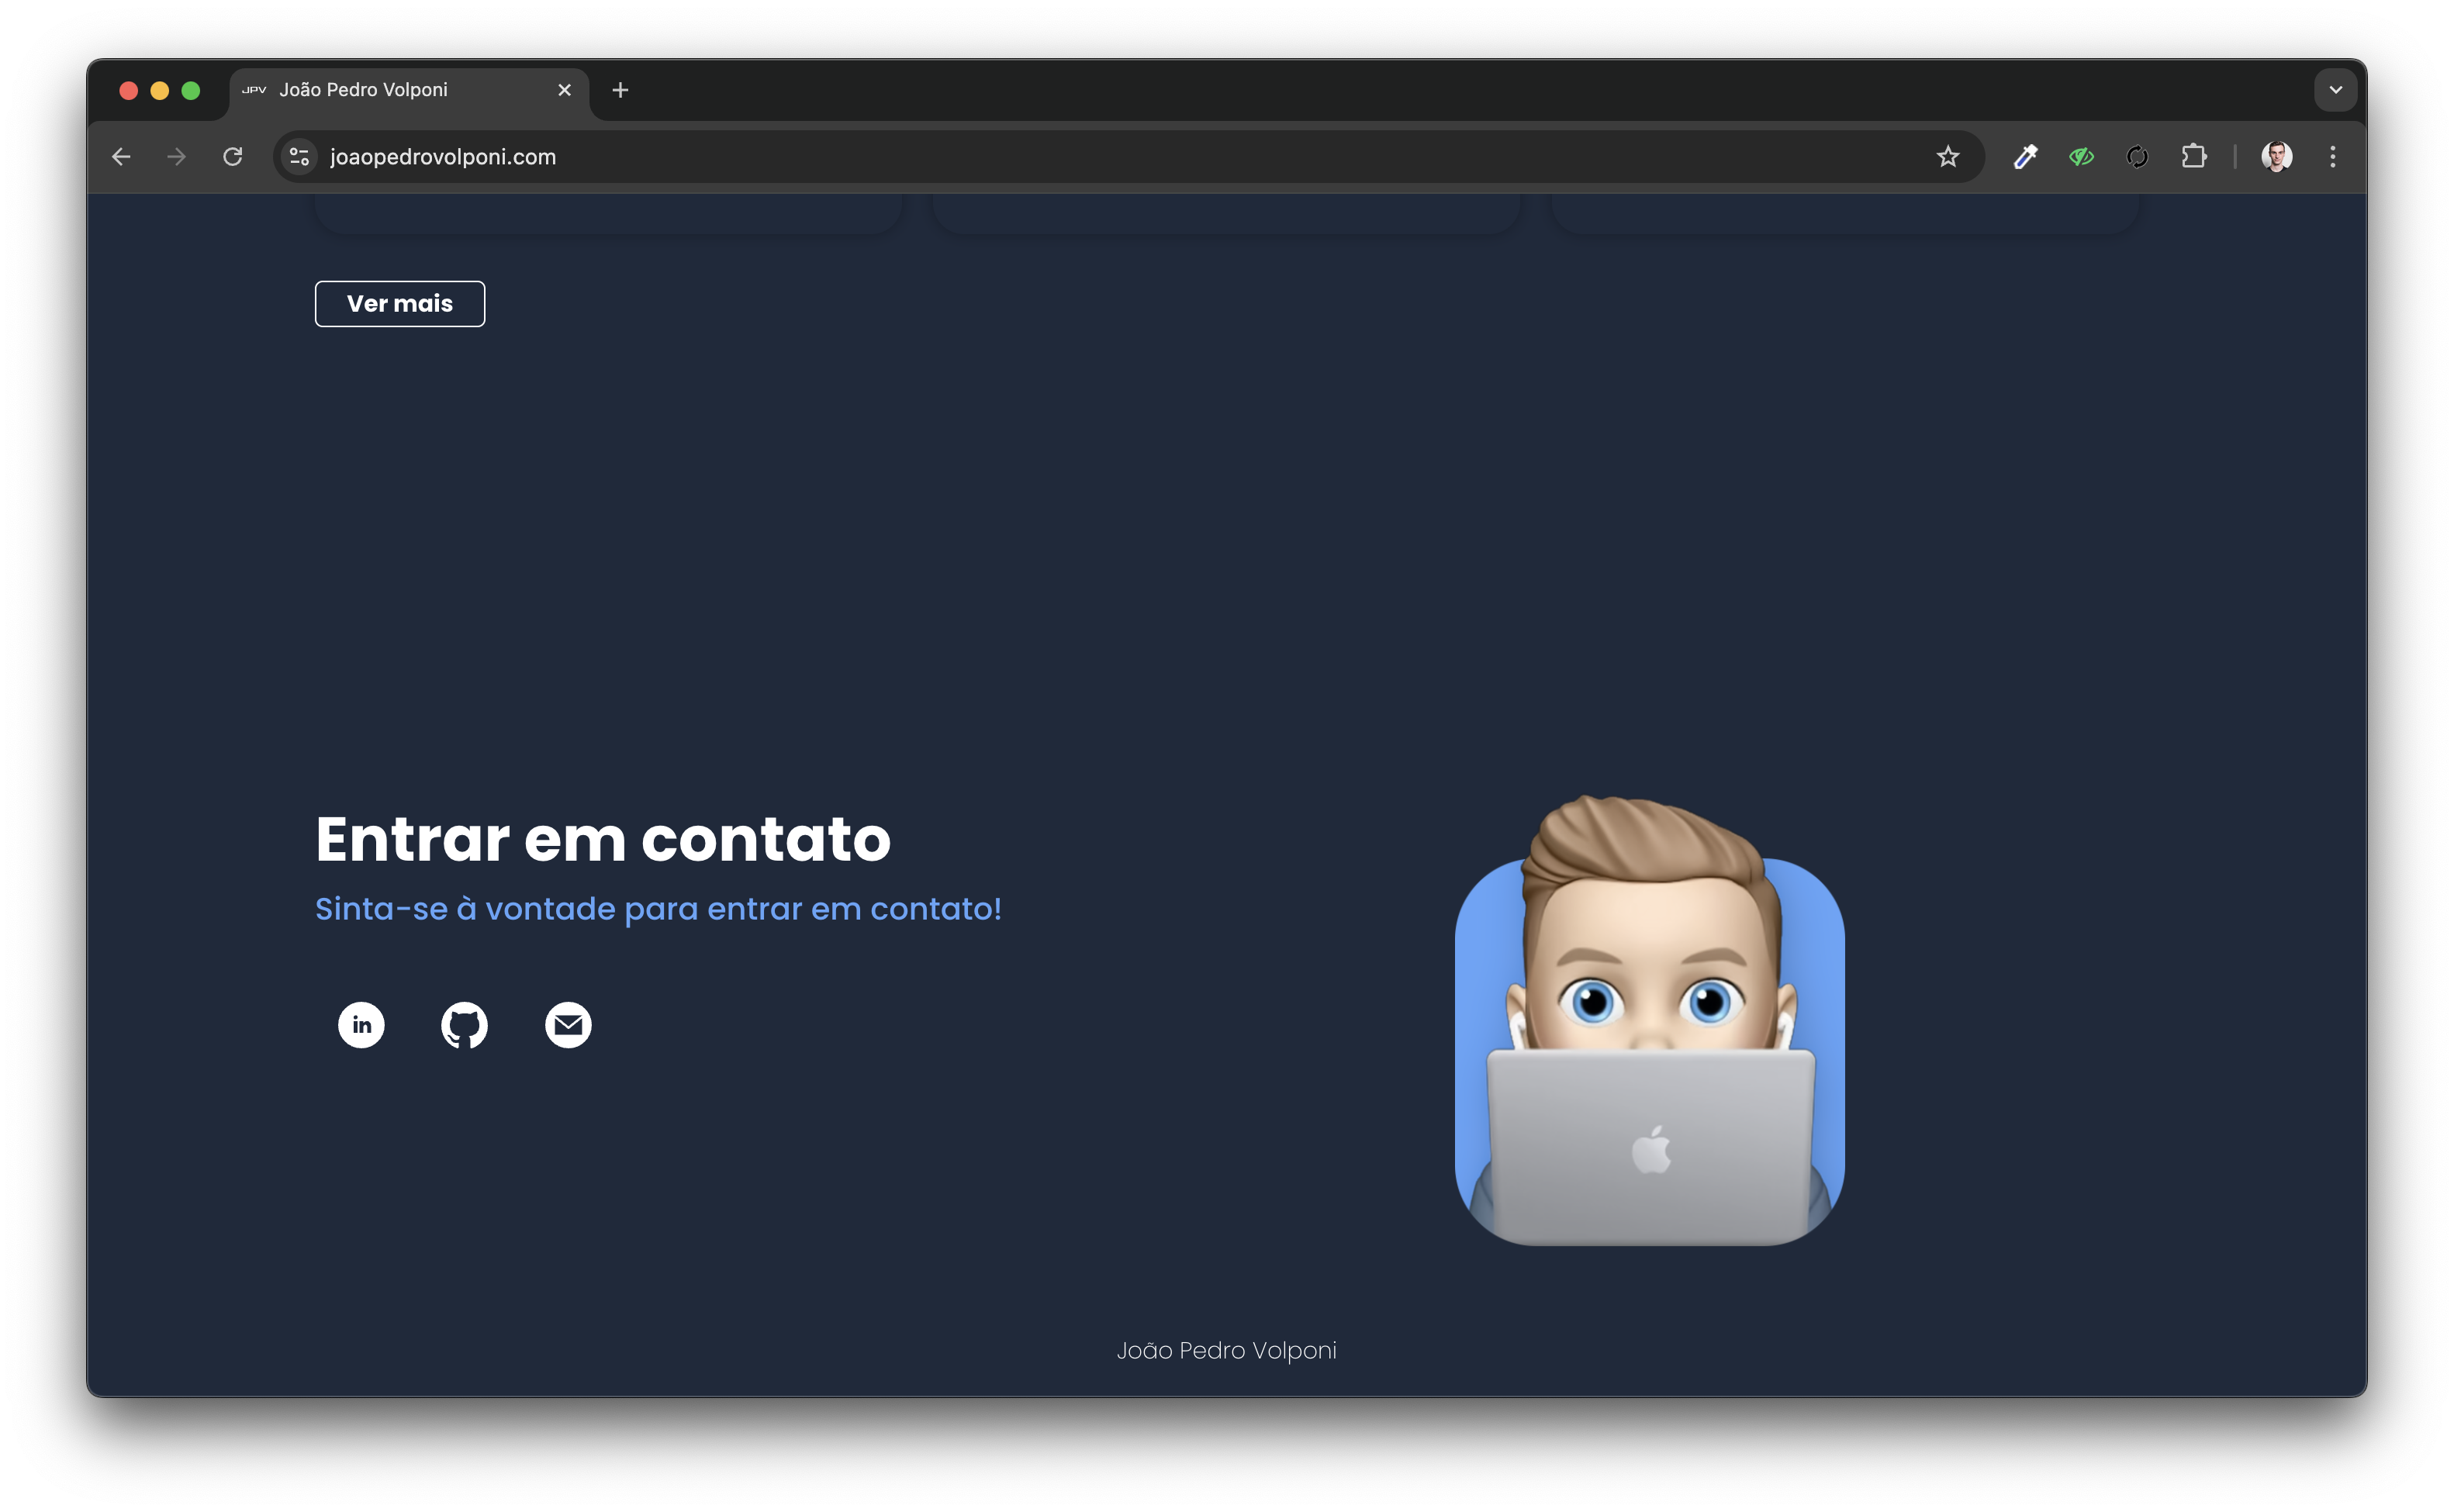 JPV João Pedro Volponi
joaopedrovolponi.com
Ver mais
Entrar em contato
Sinta-se à vontade para entrar em contato!
in
João Pedro Volponi